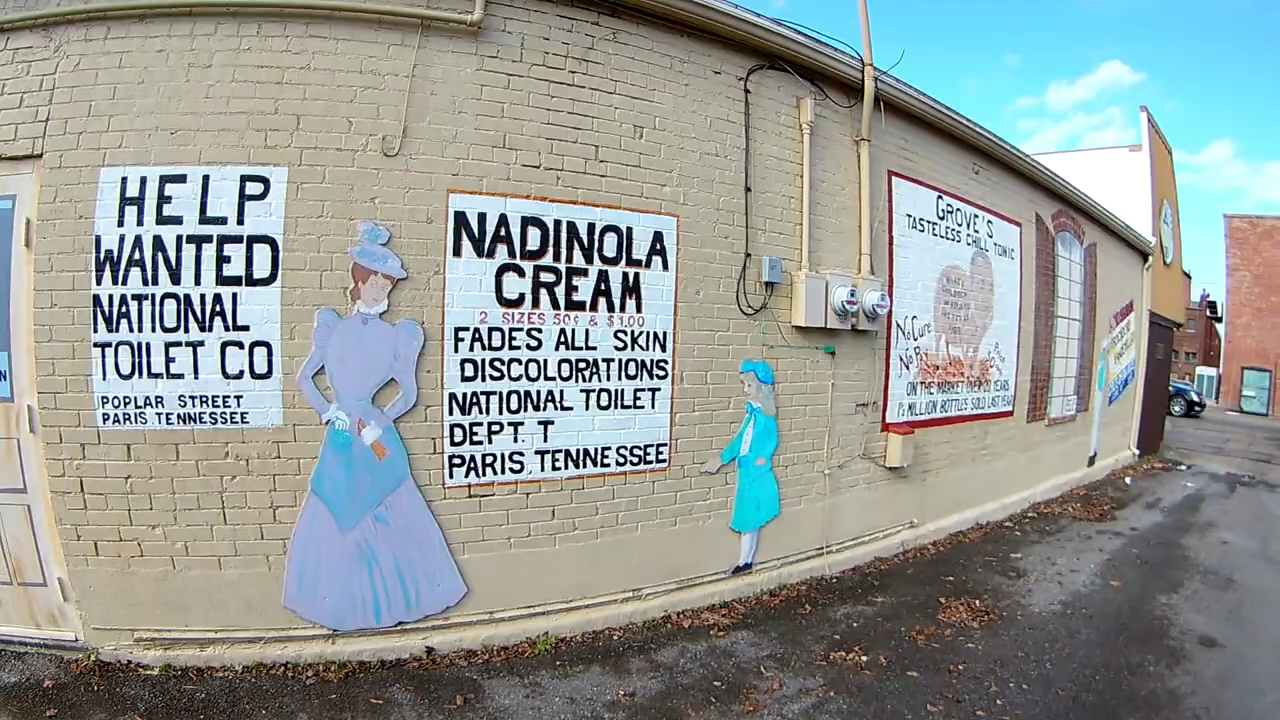 HELP
WANTED
NATIONAL
TOILET CO
POPLAR STREET
PARIS, TENNESSEE
NADINOLA
CREAM
2 SIZES 50¢ & $1.00
FADES ALL SKIN
DISCOLORATIONS
NATIONAL TOILET
DEPT. T
PARIS, TENNESSEE
GROVE'S
TASTELESS CHILL TONIC
No Cure
No
ON THE MARKET OVER 20 YEARS
1½ MILLION BOTTLES SOLD LAST YEAR